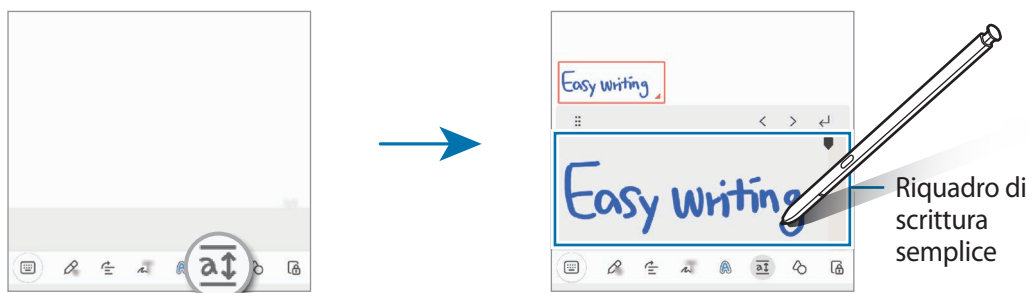 Easy writing
Easy writing
Riquadro di
scrittura
semplice